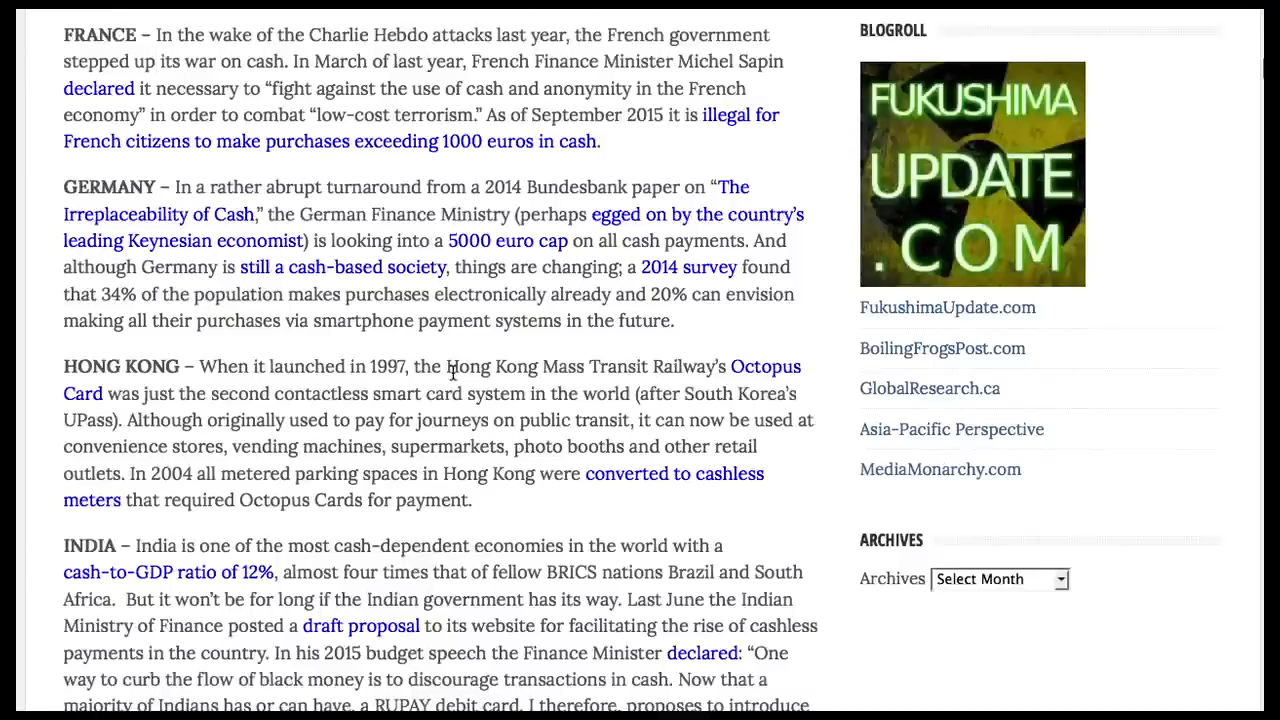 FRANCE – In the wake of the Charlie Hebdo attacks last year, the French government
stepped up its war on cash. In March of last year, French Finance Minister Michel Sapin
declared it necessary to “fight against the use of cash and anonymity in the French
economy” in order to combat “low-cost terrorism.” As of September 2015 it is illegal for
French citizens to make purchases exceeding 1000 euros in cash.
GERMANY – In a rather abrupt turnaround from a 2014 Bundesbank paper on “The
Irreplaceability of Cash,” the German Finance Ministry (perhaps egged on by the country’s
leading Keynesian economist) is looking into a 5000 euro cap on all cash payments. And
although Germany is still a cash-based society, things are changing; a 2014 survey found
that 34% of the population makes purchases electronically already and 20% can envision
making all their purchases via smartphone payment systems in the future.
HONG KONG – When it launched in 1997, the Hong Kong Mass Transit Railway’s Octopus
Card was just the second contactless smart card system in the world (after South Korea’s
UPass). Although originally used to pay for journeys on public transit, it can now be used at
convenience stores, vending machines, supermarkets, photo booths and other retail
outlets. In 2004 all metered parking spaces in Hong Kong were converted to cashless
meters that required Octopus Cards for payment.
INDIA – India is one of the most cash-dependent economies in the world with a
cash-to-GDP ratio of 12%, almost four times that of fellow BRICS nations Brazil and South
Africa.  But it won’t be for long if the Indian government has its way. Last June the Indian
Ministry of Finance posted a draft proposal to its website for facilitating the rise of cashless
payments in the country. In his 2015 budget speech the Finance Minister declared: “One
way to curb the flow of black money is to discourage transactions in cash. Now that a
majority of Indians has or can have, a RUPAY debit card, I therefore, proposes to introduce
BLOGROLL
FUKUSHIMA
UPDATE
.COM
FukushimaUpdate.com
BoilingFrogsPost.com
GlobalResearch.ca
Asia-Pacific Perspective
MediaMonarchy.com
ARCHIVES
Archives Select Month